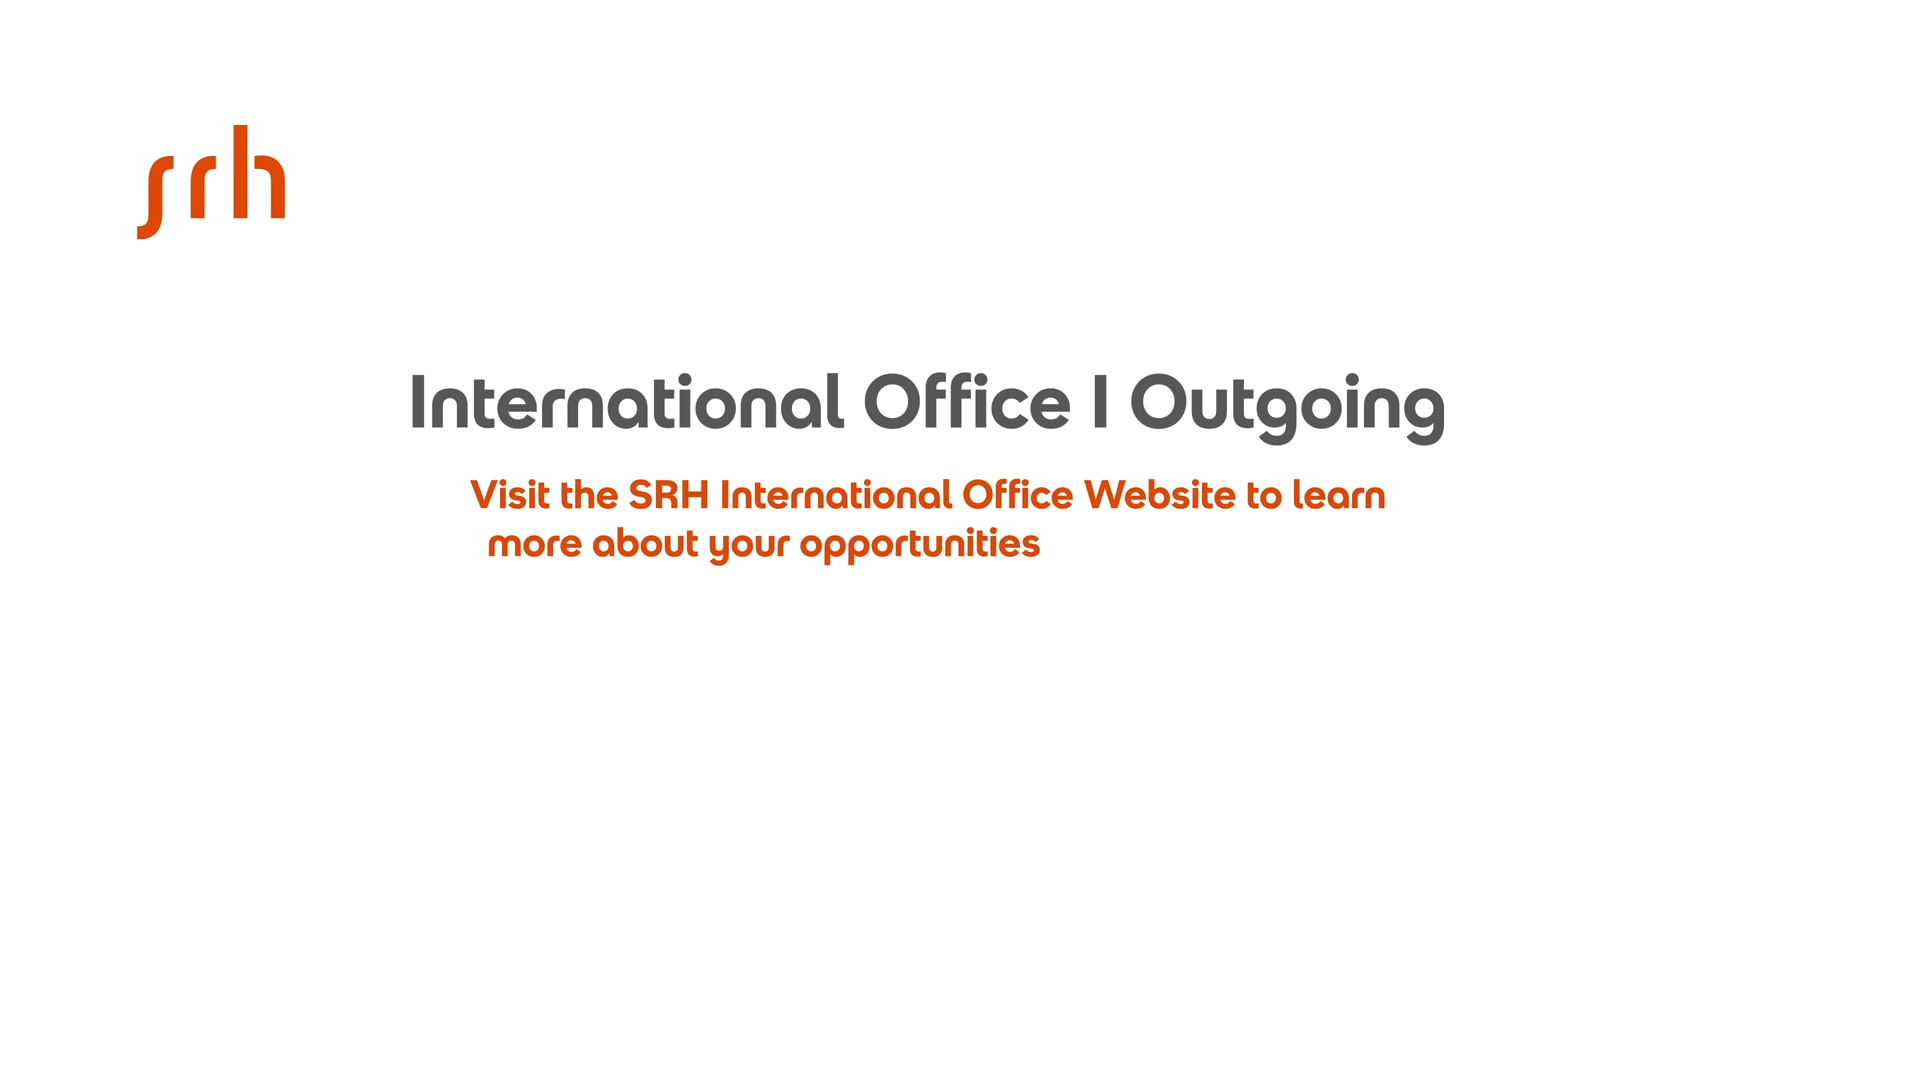 srh
International Office I Outgoing
Visit the SRH International Office Website to learn
more about your opportunities